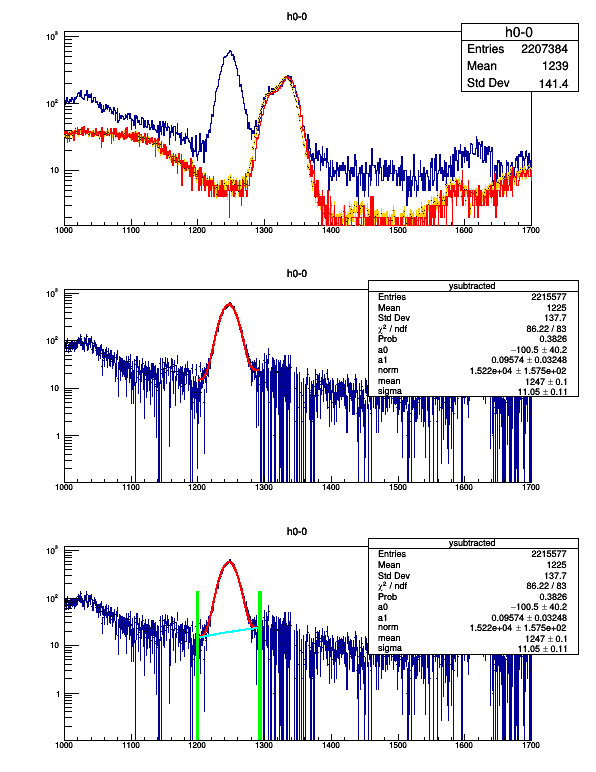 h0-0
h0-0
Entries 2207384
Mean 1239
Std Dev 141.4
10³
10²
10
1000 1100 1200 1300 1400 1500 1600 1700
h0-0
ysubtracted
Entries 2215577
Mean 1225
Std Dev 137.7
χ² / ndf 86.22 / 83
Prob 0.3826
a0 −100.5 ± 40.2
a1 0.09574 ± 0.03248
norm 1.522e+04 ± 1.575e+02
mean 1247 ± 0.1
sigma 11.05 ± 0.11
10³
10²
10
1
1000 1100 1200 1300 1400 1500 1600 1700
h0-0
ysubtracted
Entries 2215577
Mean 1225
Std Dev 137.7
χ² / ndf 86.22 / 83
Prob 0.3826
a0 −100.5 ± 40.2
a1 0.09574 ± 0.03248
norm 1.522e+04 ± 1.575e+02
mean 1247 ± 0.1
sigma 11.05 ± 0.11
10³
10²
10
1
1000 1100 1200 1300 1400 1500 1600 1700